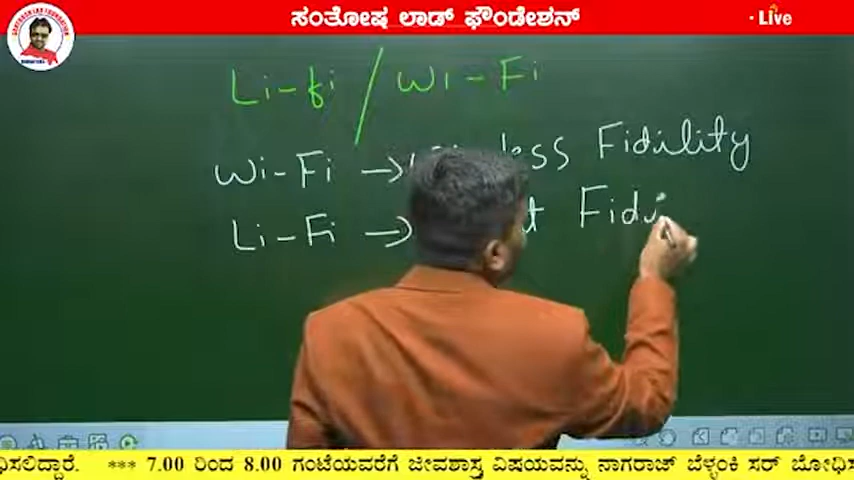 ಸಂತೋಷ ಲಾಡ್ ಫೌಂಡೇಶನ್
Live
Li-fi / Wi-Fi
Wi-Fi → less Fidility
Li-Fi → t Fidi
ಧಿಸಲಿದ್ದಾರೆ. *** 7.00 ರಿಂದ 8.00 ಗಂಟೆಯವರೆಗೆ ಜೀವಶಾಸ್ತ್ರ ವಿಷಯವನ್ನು ನಾಗರಾಜ್ ಬೆಳ್ಳಂಕಿ ಸರ್ ಬೋಧಿಸ